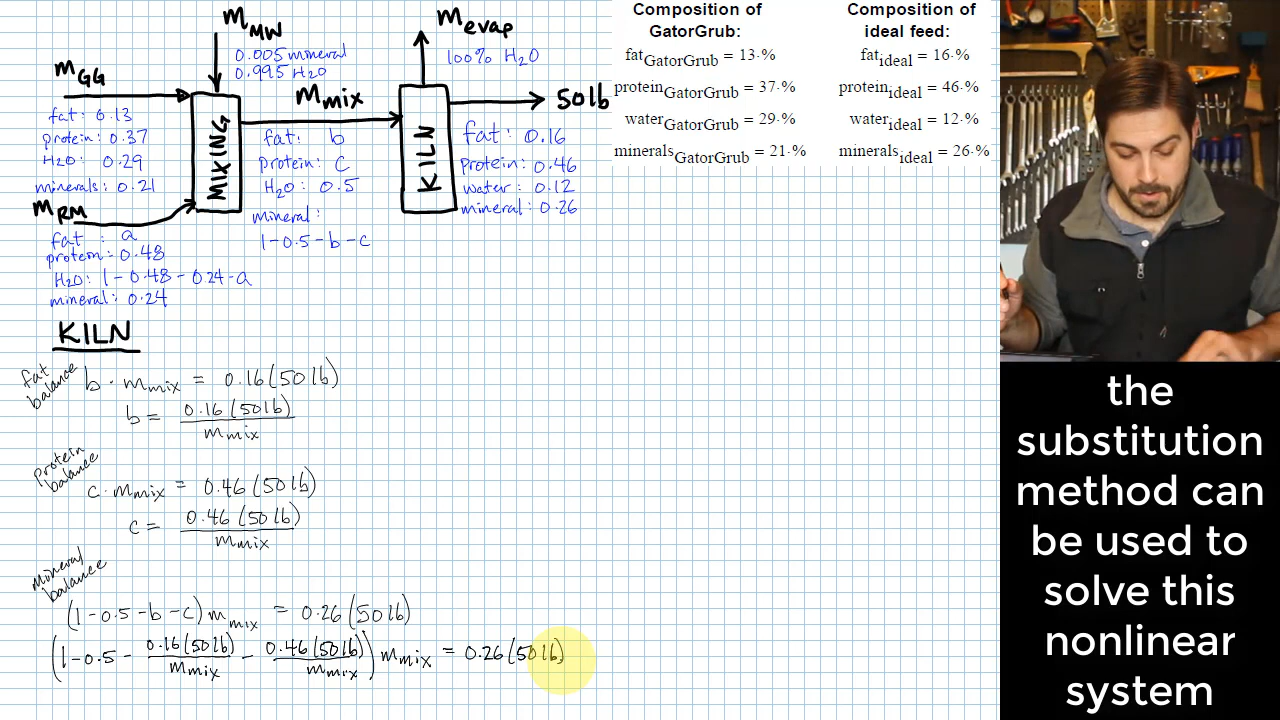 m_MW
0.005 mineral
0.995 H2O
m_evap
100% H2O
m_GG
fat: 0.13
protein: 0.37
H2O: 0.29
minerals: 0.21
MIXING
m_mix
fat: b
protein: c
H2O: 0.5
mineral:
1-0.5-b-c
KILN
50lb
fat: 0.16
Protein: 0.46
water: 0.12
mineral: 0.26
m_RM
fat: a
protein: 0.48
H2O: 1-0.48-0.24-a
mineral: 0.24
Composition of
GatorGrub:
fat_GatorGrub = 13·%
protein_GatorGrub = 37·%
water_GatorGrub = 29·%
minerals_GatorGrub = 21·%
Composition of
ideal feed:
fat_ideal = 16·%
protein_ideal = 46·%
water_ideal = 12·%
minerals_ideal = 26·%
KILN
fat
balance
b · m_mix = 0.16(50lb)
b = 0.16(50lb) / m_mix
Protein
balance
c · m_mix = 0.46(50lb)
c = 0.46(50lb) / m_mix
Mineral
balance
(1-0.5-b-c) m_mix = 0.26(50lb)
(1-0.5 - 0.16(50lb) / m_mix - 0.46(50lb) / m_mix) m_mix = 0.26(50lb)
the
substitution
method can
be used to
solve this
nonlinear
system